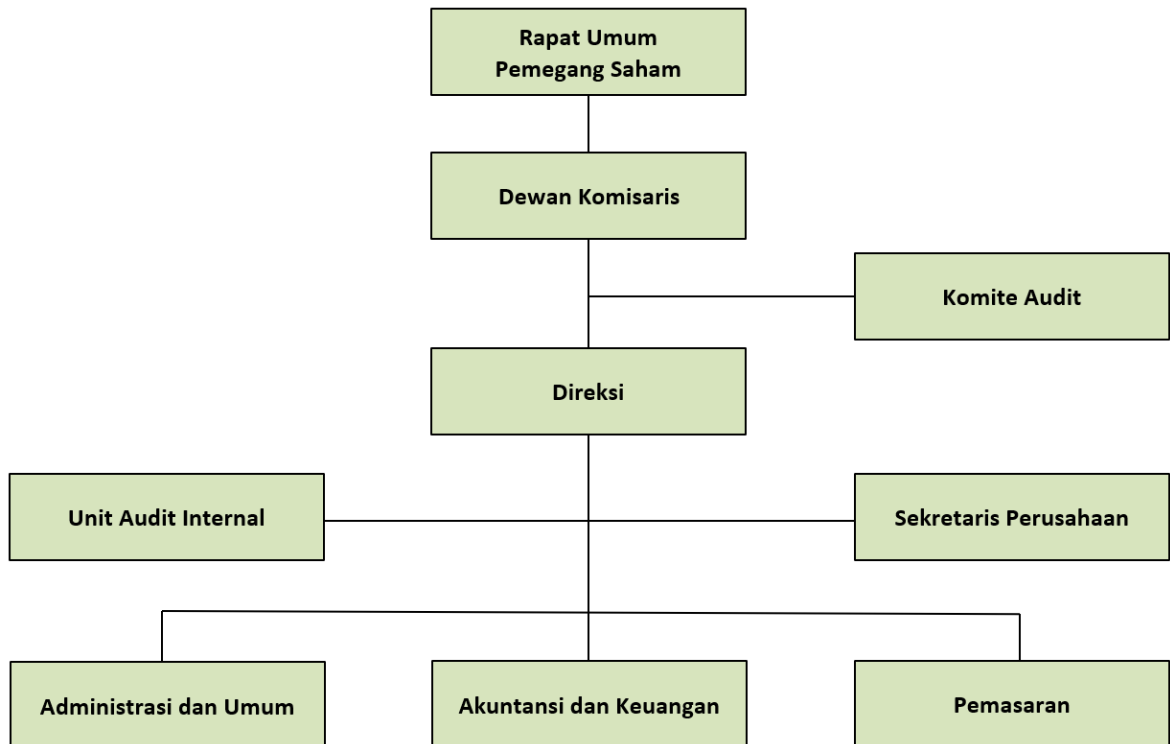 Rapat Umum
Pemegang Saham
Dewan Komisaris
Komite Audit
Direksi
Unit Audit Internal
Sekretaris Perusahaan
Administrasi dan Umum
Akuntansi dan Keuangan
Pemasaran